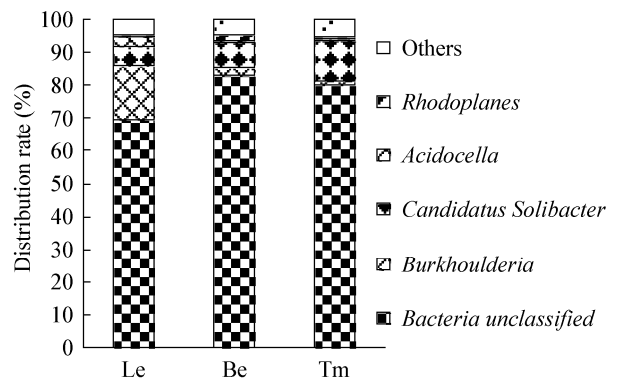 Distribution rate (%)
100
90
80
70
60
50
40
30
20
10
0
Le
Be
Tm
Others
Rhodoplanes
Acidocella
Candidatus Solibacter
Burkhoulderia
Bacteria unclassified